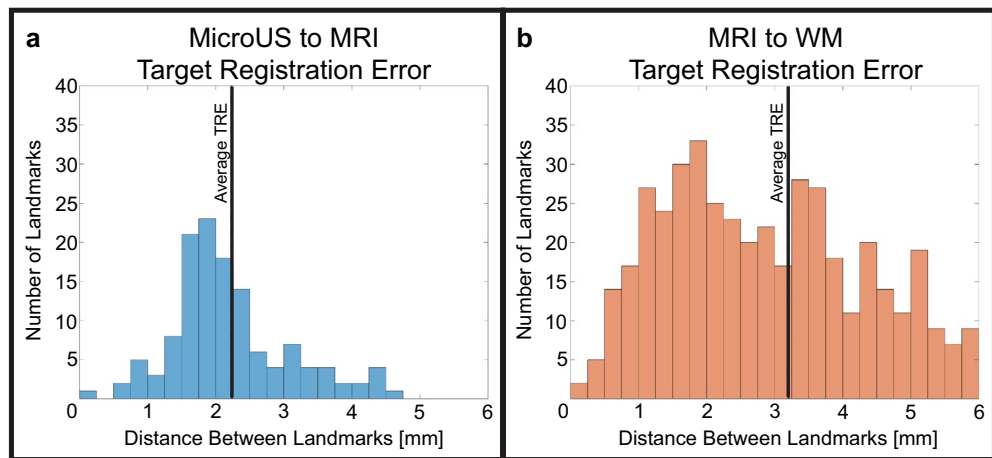 a
MicroUS to MRI
Target Registration Error
40
35
30
25
20
15
10
5
Number of Landmarks
Average TRE
0 1 2 3 4 5 6
Distance Between Landmarks [mm]
b
MRI to WM
Target Registration Error
40
35
30
25
20
15
10
5
Number of Landmarks
Average TRE
0 1 2 3 4 5 6
Distance Between Landmarks [mm]